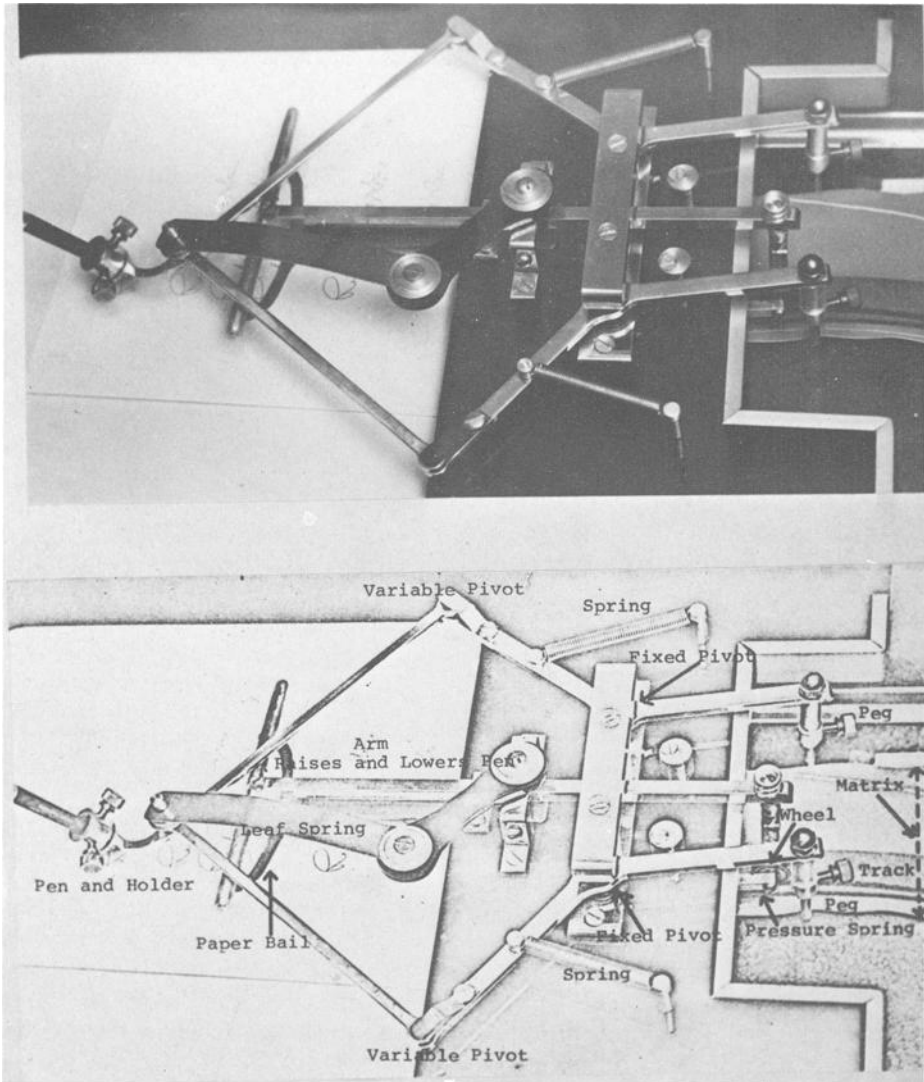 Variable Pivot
Spring
Fixed Pivot
Peg
Arm
Raises and Lowers Pen
Matrix
Wheel
Leaf Spring
Track
Pen and Holder
Peg
Paper Bail
Fixed Pivot
Pressure Spring
Spring
Variable Pivot